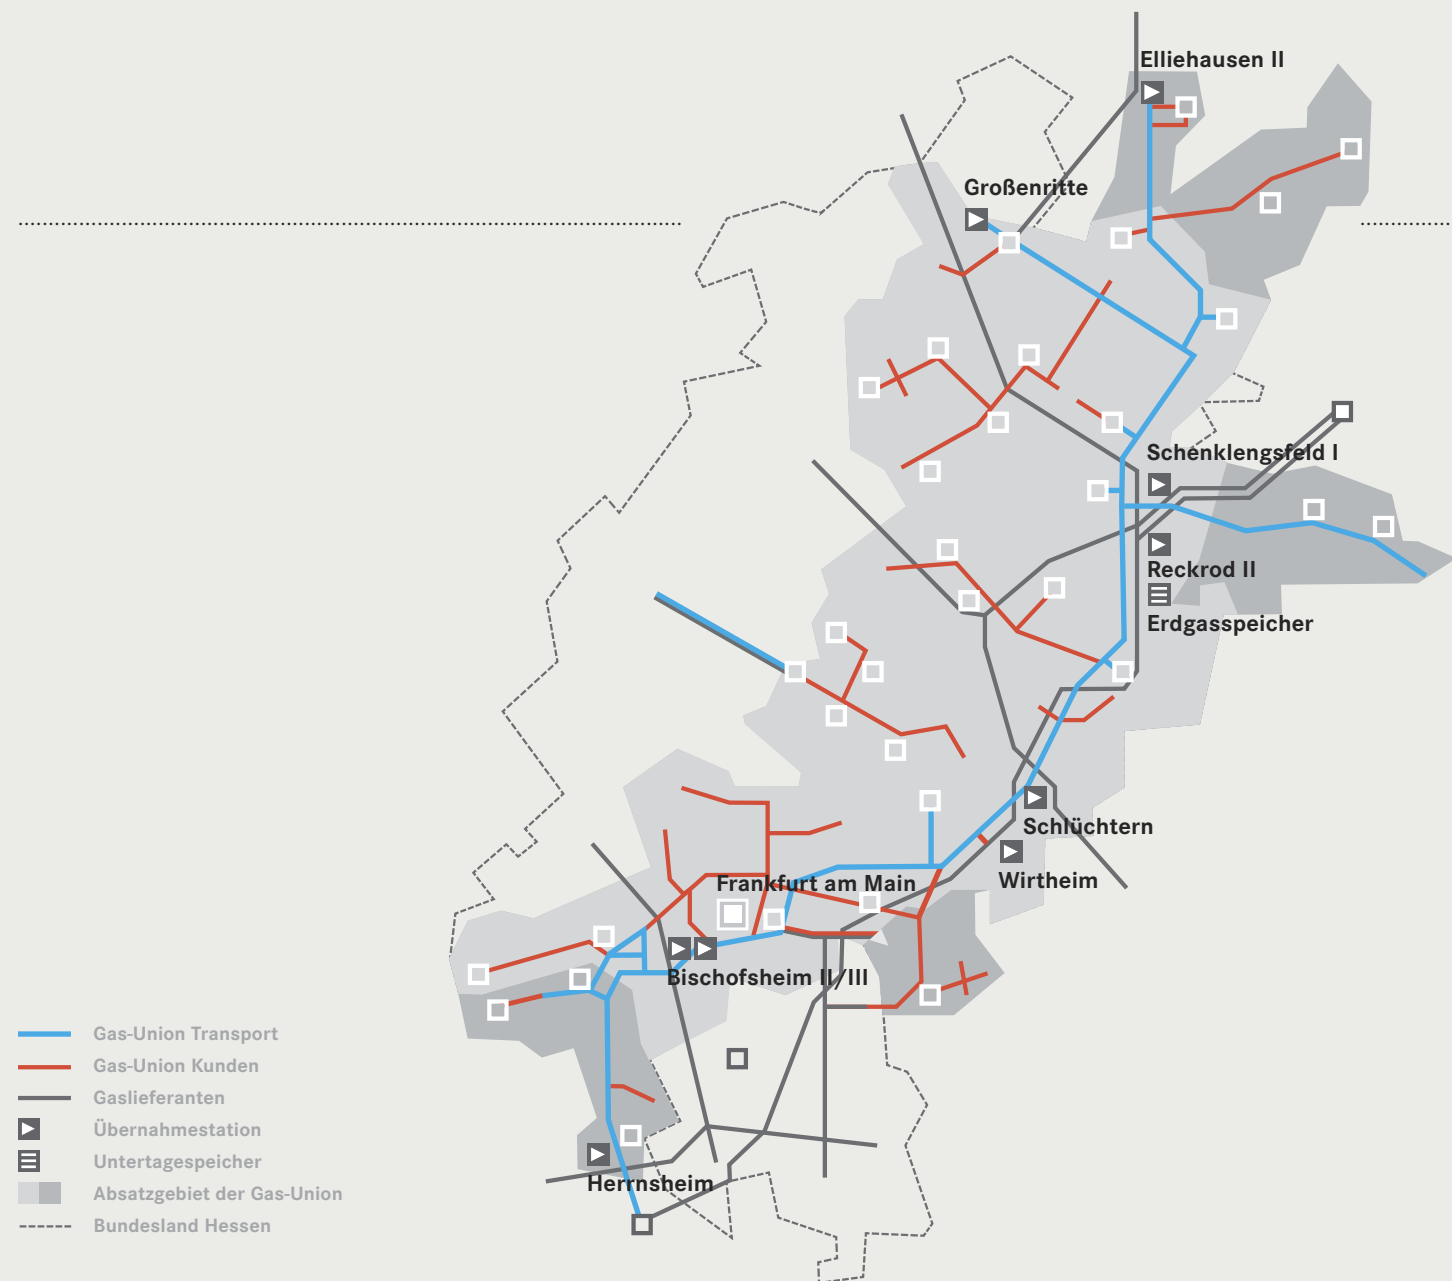 Elliehausen II
Großenritte
Schenklengsfeld I
Reckrod II
Erdgasspeicher
Schlüchtern
Wirtheim
Frankfurt am Main
Bischofsheim II/III
Herrnsheim
Gas-Union Transport
Gas-Union Kunden
Gaslieferanten
Übernahmestation
Untertagespeicher
Absatzgebiet der Gas-Union
Bundesland Hessen